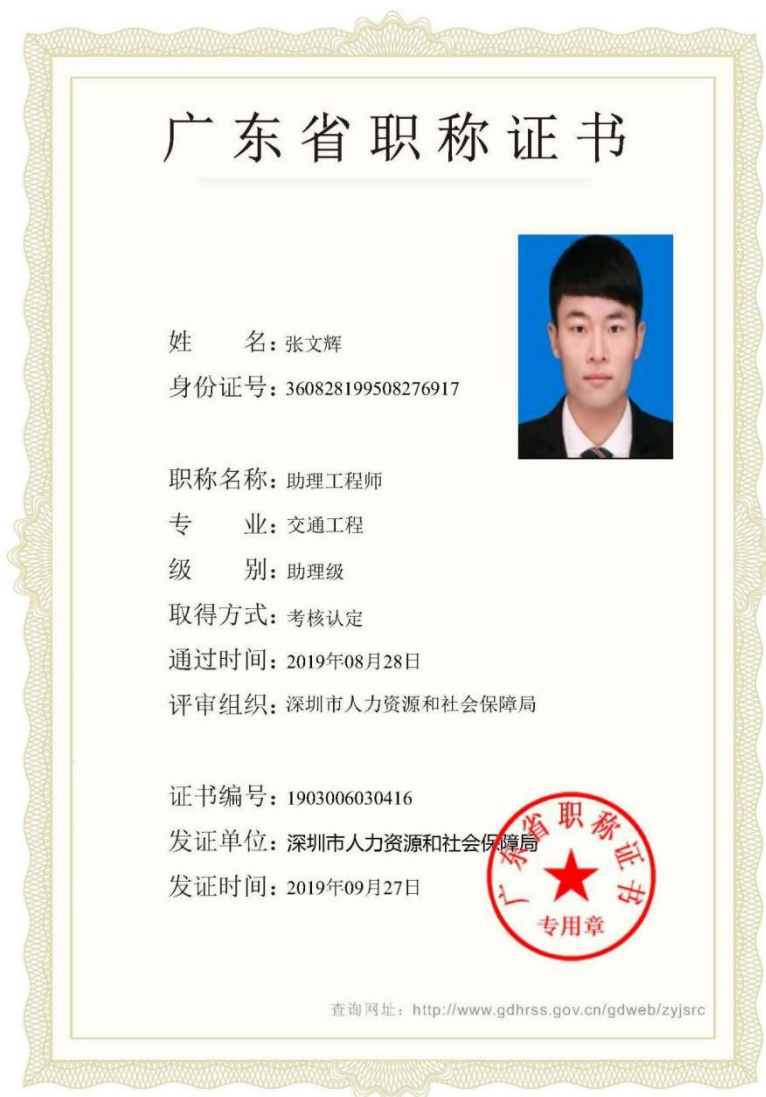 广东省职称证书
姓 名：张文辉
身份证号：360828199508276917
职称名称：助理工程师
专 业：交通工程
级 别：助理级
取得方式：考核认定
通过时间：2019年08月28日
评审组织：深圳市人力资源和社会保障局
证书编号：1903006030416
发证单位：深圳市人力资源和社会保障局
发证时间：2019年09月27日
广东省职称证书
专用章
查询网址：http://www.gdhrss.gov.cn/gdweb/zyjsrc